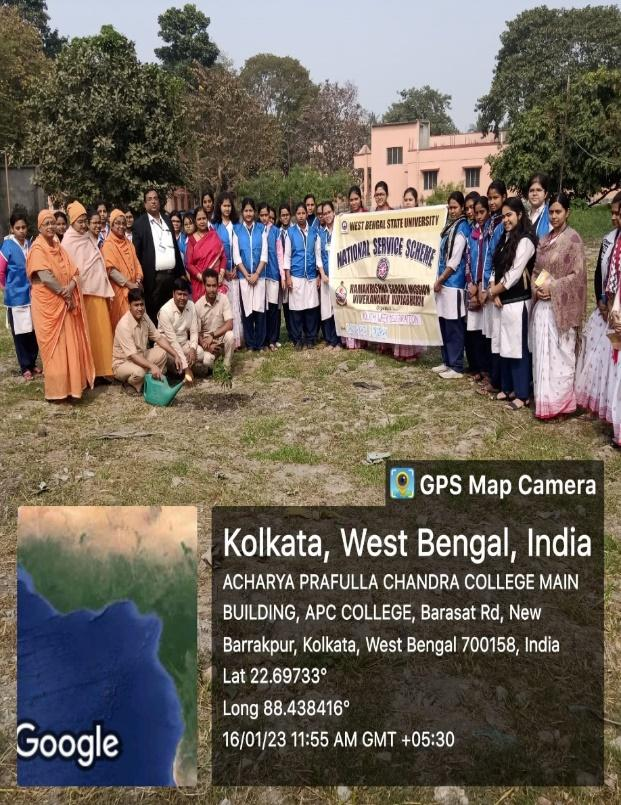 WEST BENGAL STATE UNIVERSITY
NATIONAL SERVICE SCHEME
RAMAKRISHNA SARADA MISSION
VIVEKANANDA VIDYABHAVAN
GPS Map Camera
Kolkata, West Bengal, India
ACHARYA PRAFULLA CHANDRA COLLEGE MAIN
BUILDING, APC COLLEGE, Barasat Rd, New
Barrakpur, Kolkata, West Bengal 700158, India
Lat 22.69733°
Long 88.438416°
16/01/23 11:55 AM GMT +05:30
Google